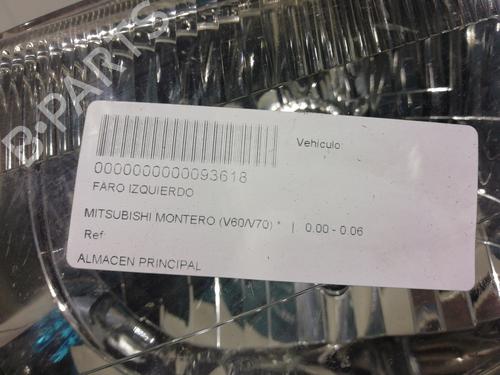 B-PARTS
Vehículo:
0000000000093618
FARO IZQUIERDO
MITSUBISHI MONTERO (V60/V70) * | 0.00 - 0.06
Ref:
ALMACEN PRINCIPAL